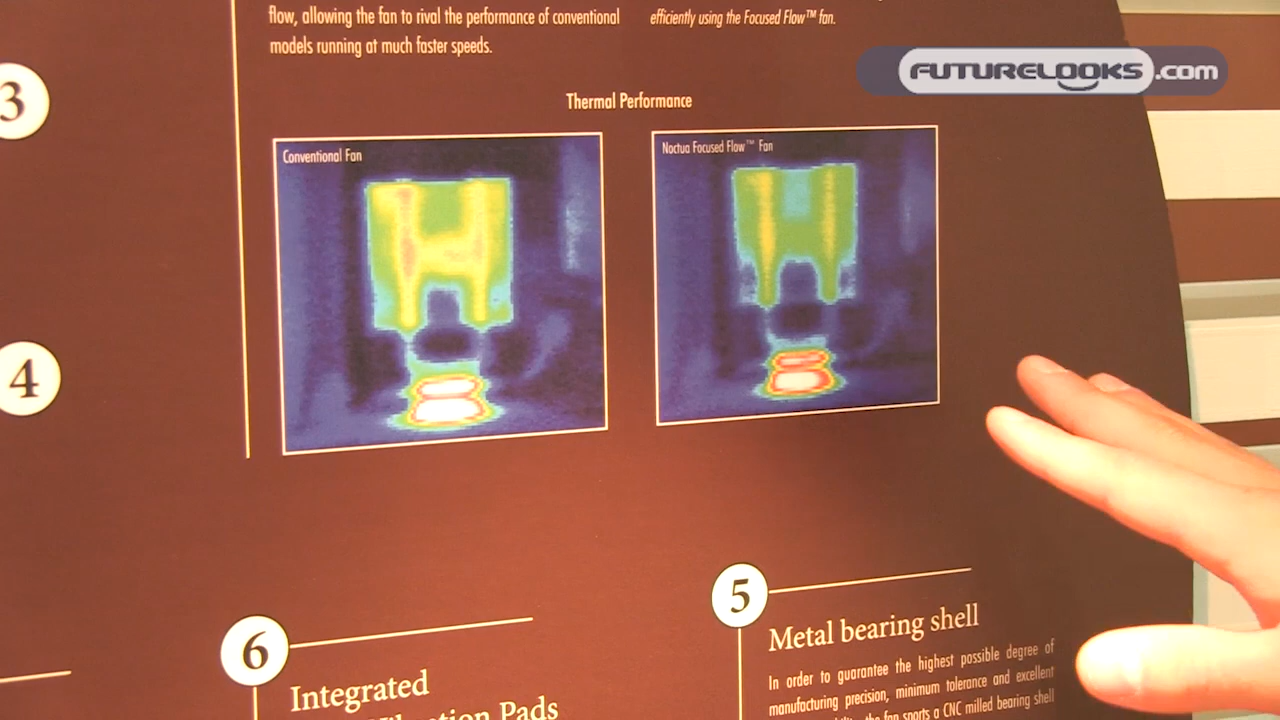 flow, allowing the fan to rival the performance of conventional
models running at much faster speeds.
efficiently using the Focused Flow™ fan.
FUTURELOOKS.com
3
Thermal Performance
Conventional Fan
Noctua Focused Flow™ Fan
4
5
Metal bearing shell
In order to guarantee the highest possible degree of
manufacturing precision, minimum tolerance and excellent
the fan sports a CNC milled bearing shell
6
Integrated
Pads